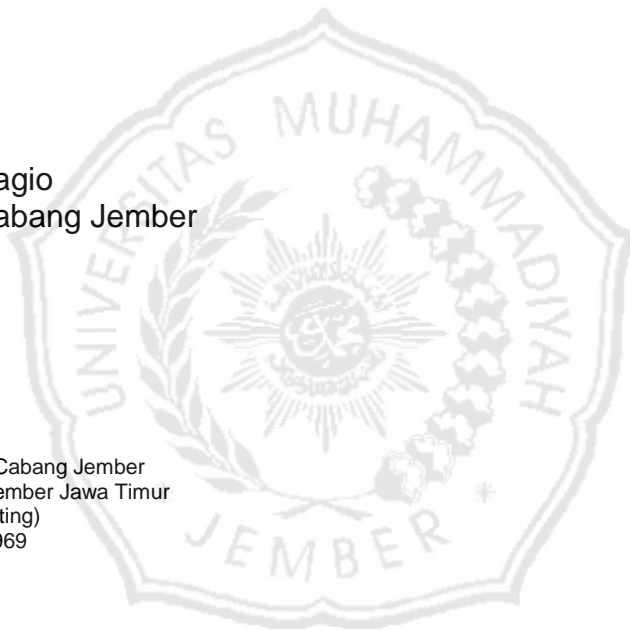 agio
abang Jember
Cabang Jember
ember Jawa Timur
ting)
969
UNIVERSITAS MUHAMMADIYAH
JEMBER